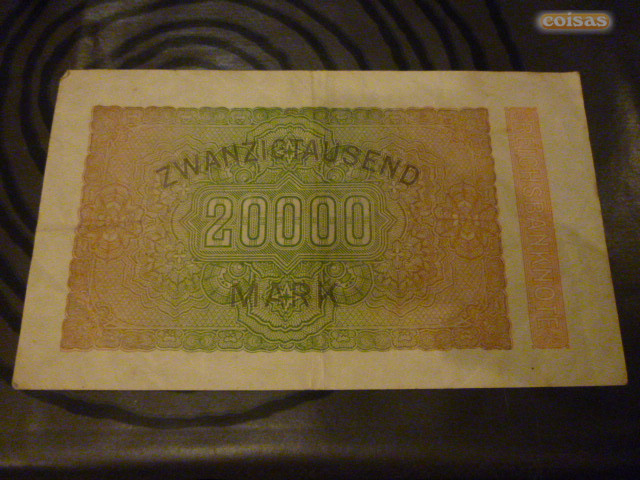 coisas
ZWANZIGTAUSEND
20000
MARK
REICHSBANKNOTE